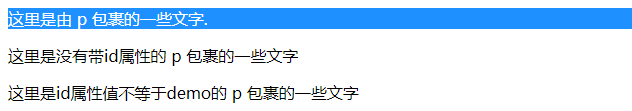 这里是由 p 包裹的一些文字.
这里是没有带id属性的 p 包裹的一些文字
这里是id属性值不等于demo的 p 包裹的一些文字